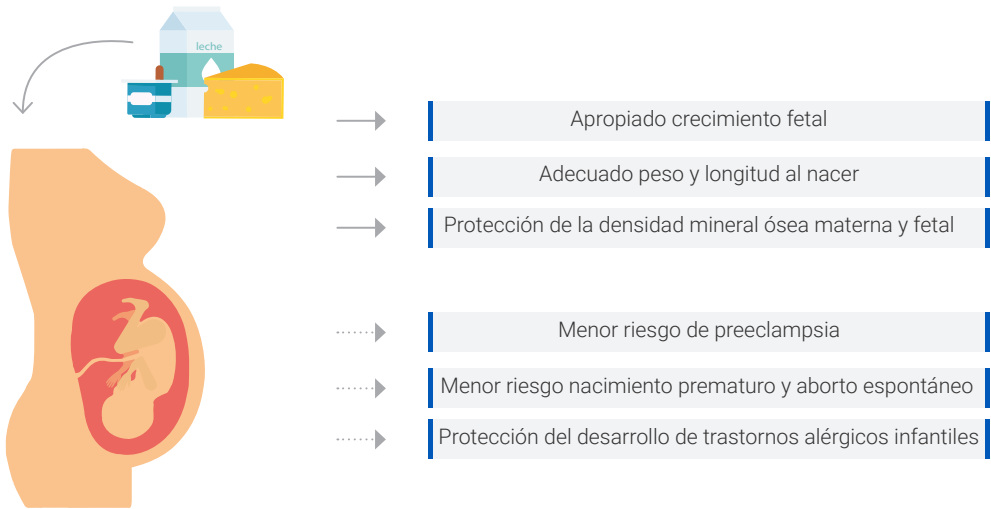 leche
Apropiado crecimiento fetal
Adecuado peso y longitud al nacer
Protección de la densidad mineral ósea materna y fetal
Menor riesgo de preeclampsia
Menor riesgo nacimiento prematuro y aborto espontáneo
Protección del desarrollo de trastornos alérgicos infantiles